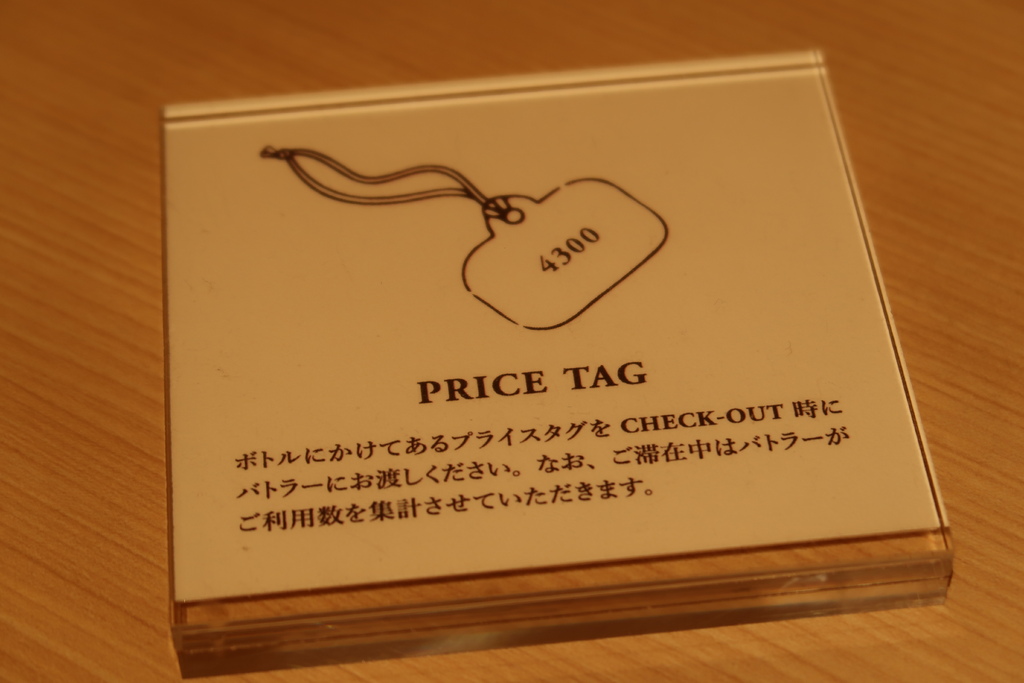 4300
PRICE TAG
ボトルにかけてあるプライスタグを CHECK-OUT 時に
バトラーにお渡しください。なお、ご滞在中はバトラーが
ご利用数を集計させていただきます。